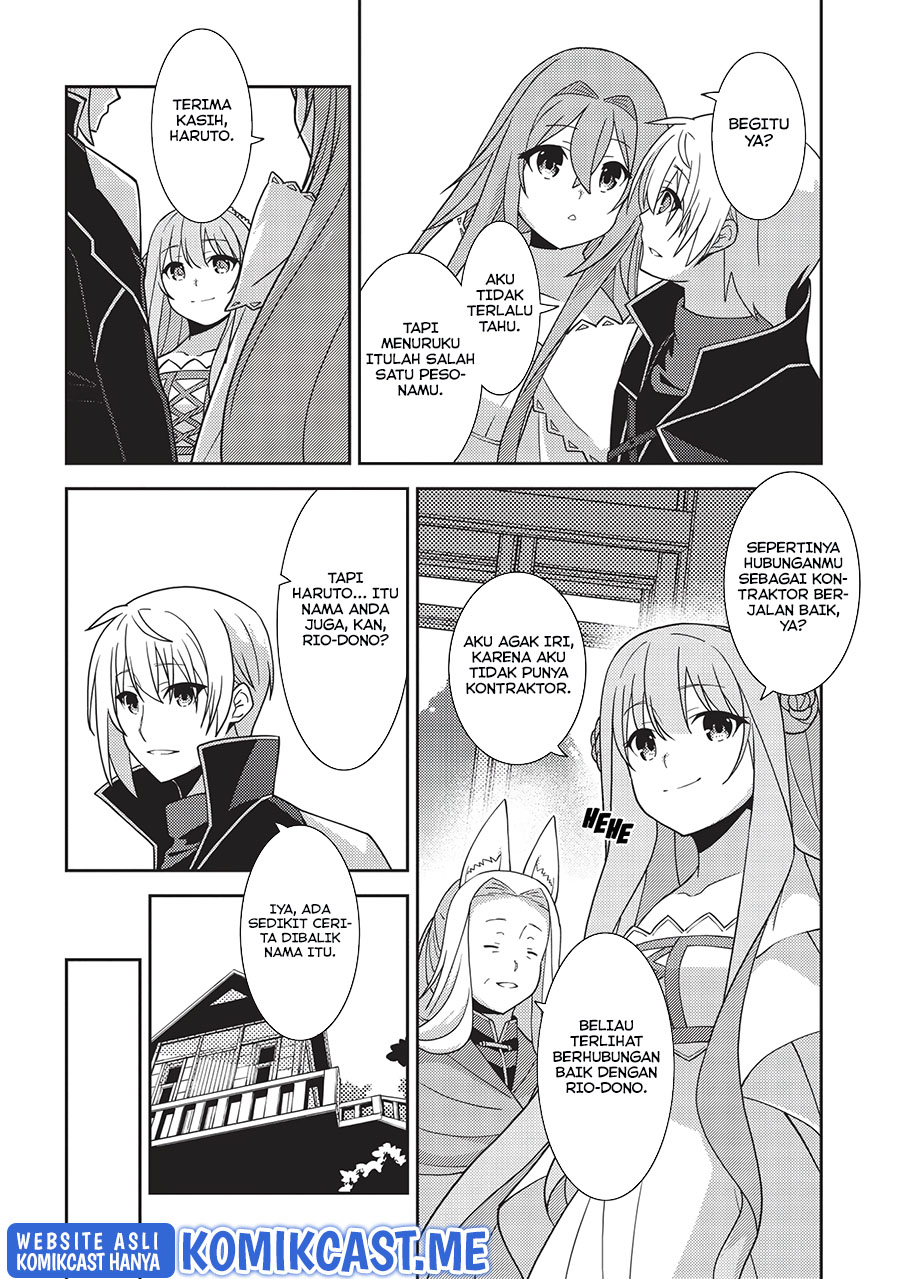 BEGITU
YA?
AKU
TIDAK
TERLALU
TAHU.
TAPI
MENURUKU
ITULAH SALAH
SATU PESO-
NAMU.
TERIMA
KASIH,
HARUTO.
SEPERTINYA
HUBUNGANMU
SEBAGAI KON-
TRAKTOR BER-
JALAN BAIK,
YA?
AKU AGAK IRI,
KARENA AKU
TIDAK PUNYA
KONTRAKTOR.
HEHE
BELIAU
TERLIHAT
BERHUBUNGAN
BAIK DENGAN
RIO-DONO.
TAPI
HARUTO... ITU
NAMA ANDA
JUGA, KAN,
RIO-DONO?
IYA, ADA
SEDIKIT CERI-
TA DIBALIK
NAMA ITU.
WEBSITE ASLI
KOMIKCAST HANYA
KOMIKCAST.ME